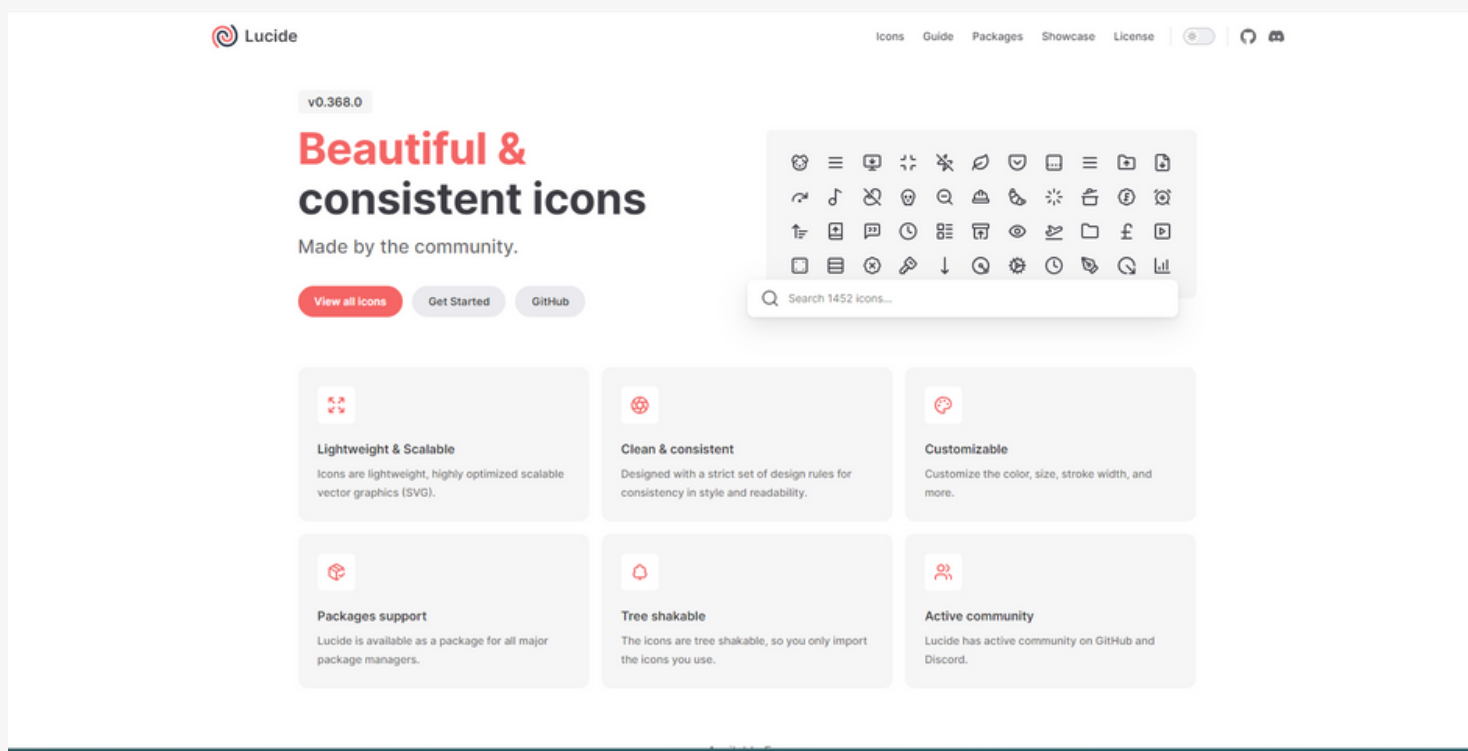 Lucide
Icons Guide Packages Showcase License
v0.368.0
Beautiful &
consistent icons
Made by the community.
View all icons Get Started GitHub
Search 1452 icons...
Lightweight & Scalable
Icons are lightweight, highly optimized scalable
vector graphics (SVG).
Clean & consistent
Designed with a strict set of design rules for
consistency in style and readability.
Customizable
Customize the color, size, stroke width, and
more.
Packages support
Lucide is available as a package for all major
package managers.
Tree shakable
The icons are tree shakable, so you only import
the icons you use.
Active community
Lucide has active community on GitHub and
Discord.